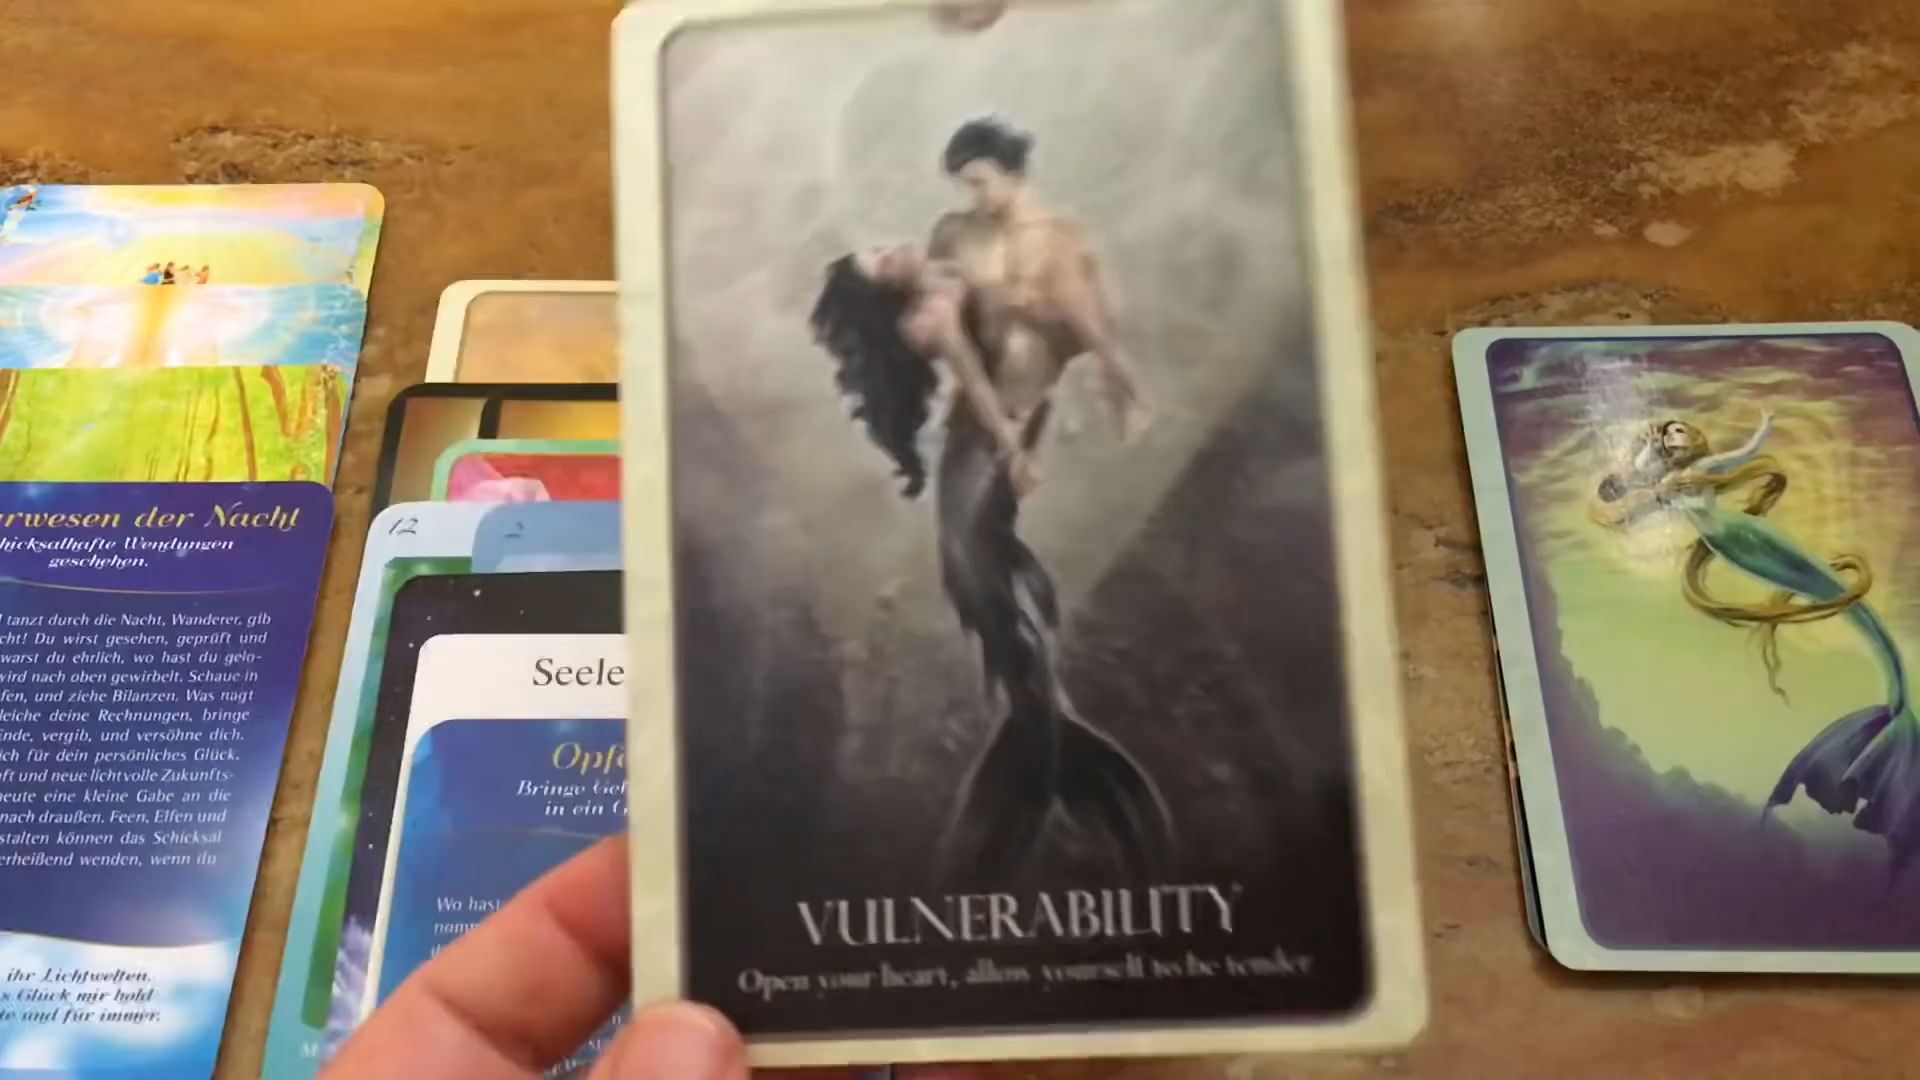 rwesen der Nacht
hicksalhafte Wendungen
geschehen.
tanzt durch die Nacht, Wanderer, gib
cht! Du wirst gesehen, geprüft und
warst du ehrlich, wo hast du gelo-
wird nach oben gewirbelt. Schaue in
fen, und ziehe Bilanzen. Was nagt
leiche deine Rechnungen, bringe
Ende, vergib, und versöhne dich.
ich für dein persönliches Glück.
ft und neue lichtvolle Zukunfts-
heute eine kleine Gabe an die
nach draußen. Feen, Elfen und
stalten können das Schicksal
erheißend wenden, wenn du
ihr Lichtwelten.
s Glück mir hold
te und für immer.
12
2
Seele
Opf
Bringe
in ein
Wo hast
VULNERABILITY
Open your heart, allow yourself to be tender